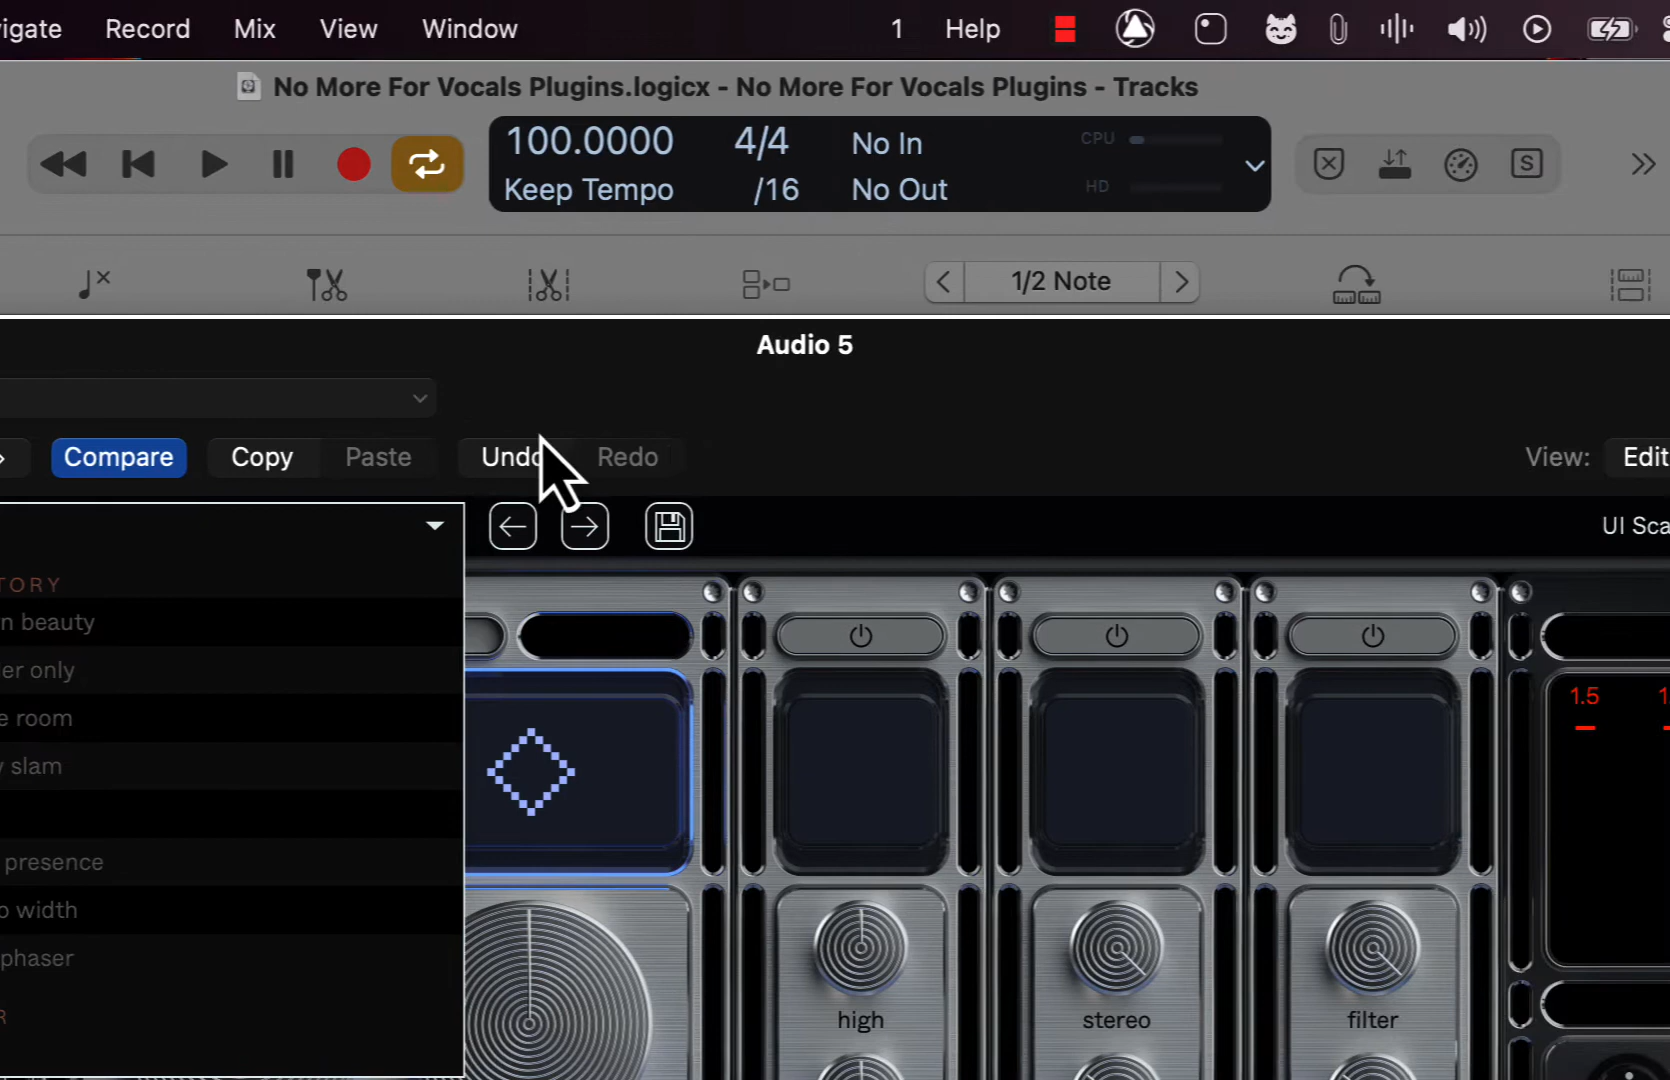 igate Record Mix View Window 1 Help
No More For Vocals Plugins.logicx - No More For Vocals Plugins - Tracks
100.0000 4/4 No In CPU
Keep Tempo /16 No Out HD
S
1/2 Note
Audio 5
Compare Copy Paste Undo Redo View: Edit
UI Sca
TORY
n beauty
er only
e room
slam
presence
o width
phaser
R
1.5 1
high stereo filter